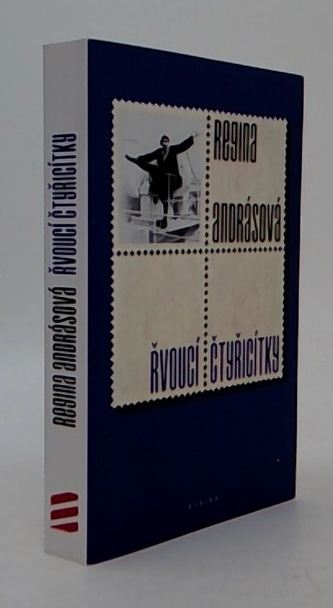 Regina
Andrásová
Řvoucí čtyřicítky
Regina Andrásová Řvoucí čtyřicítky